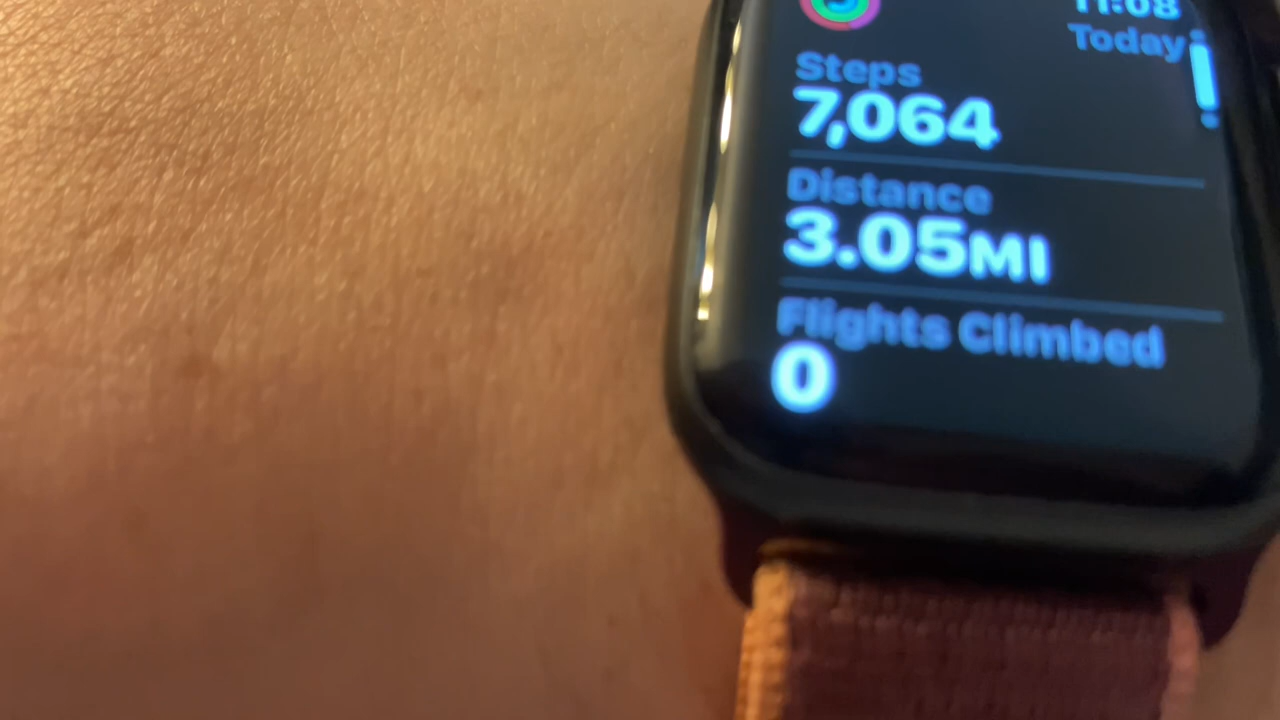 11:08
Today
Steps
7,064
Distance
3.05MI
Flights Climbed
0